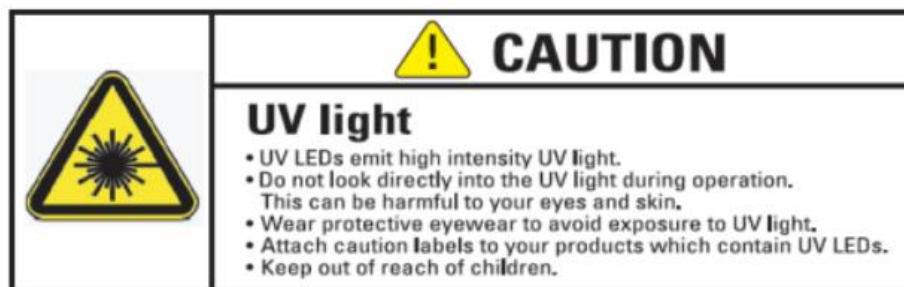 ! CAUTION
UV light
• UV LEDs emit high intensity UV light.
• Do not look directly into the UV light during operation.
This can be harmful to your eyes and skin.
• Wear protective eyewear to avoid exposure to UV light.
• Attach caution labels to your products which contain UV LEDs.
• Keep out of reach of children.